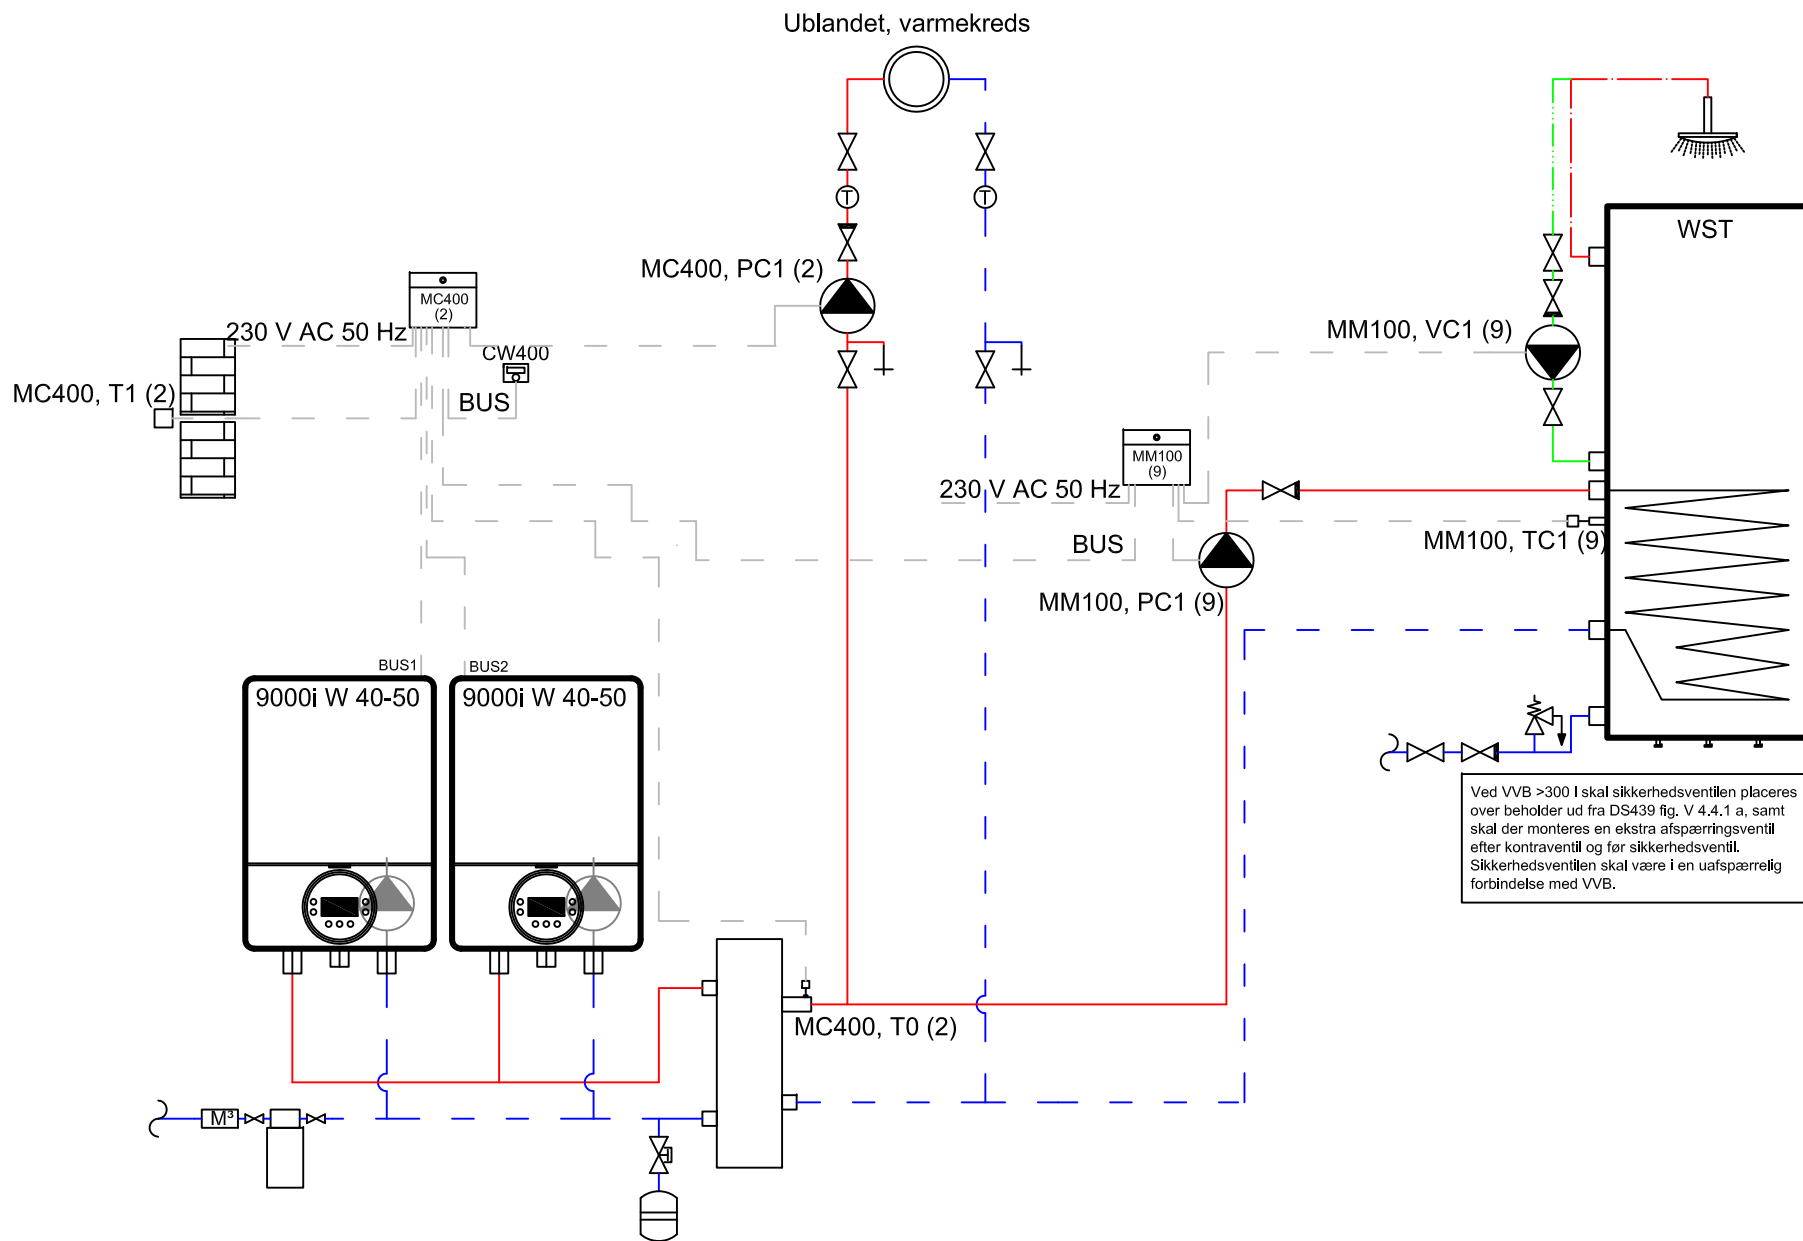 Ublandet, varmekreds
WST
MC400, PC1 (2)
MC400
(2)
230 V AC 50 Hz
CW400
MM100, VC1 (9)
MC400, T1 (2)
BUS
MM100
(9)
230 V AC 50 Hz
BUS
MM100, TC1 (9)
MM100, PC1 (9)
BUS1
BUS2
9000i W 40-50
9000i W 40-50
T
T
Ved VVB >300 l skal sikkerhedsventilen placeres
over beholder ud fra DS439 fig. V 4.4.1 a, samt
skal der monteres en ekstra afspærringsventil
efter kontraventil og før sikkerhedsventil.
Sikkerhedsventilen skal være i en uafspærrelig
forbindelse med VVB.
MC400, T0 (2)
M³